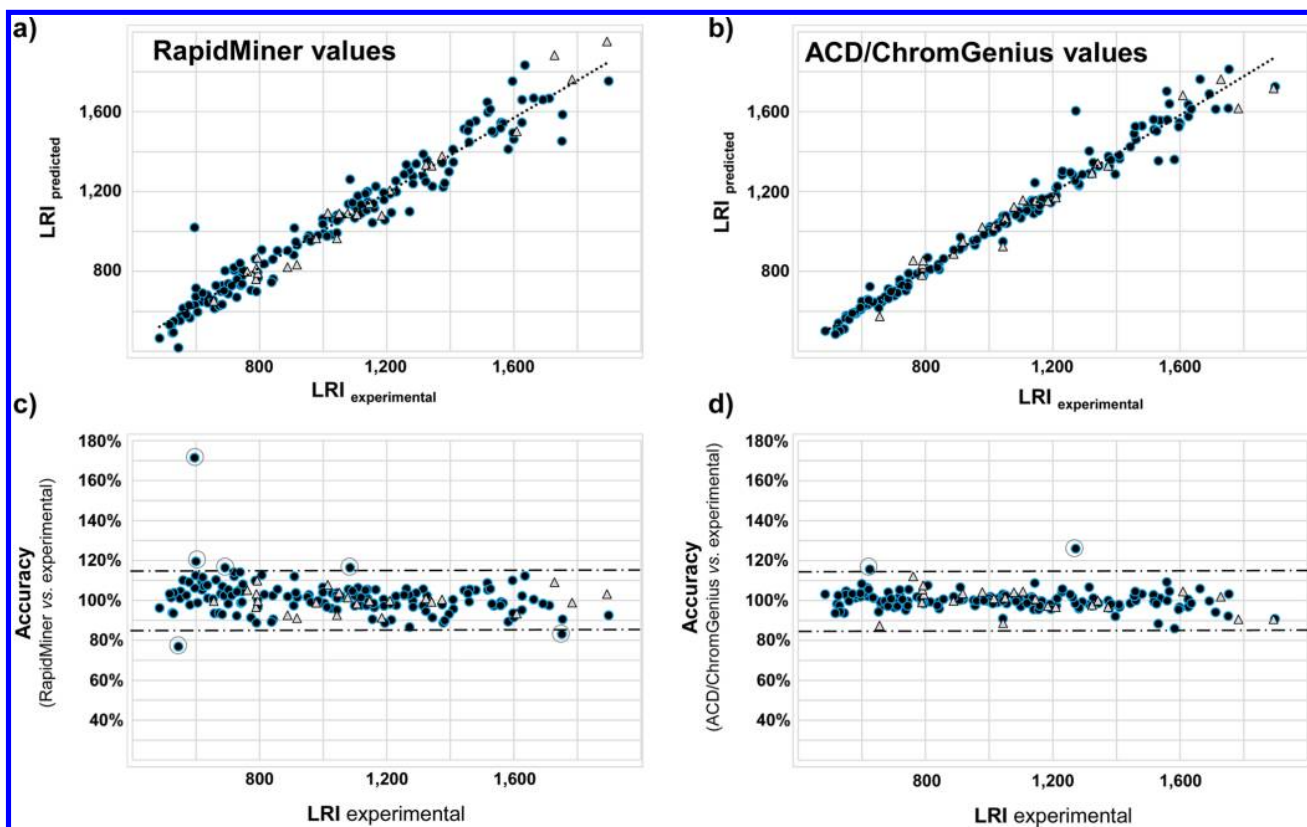 a)
RapidMiner values
1,600
1,200
800
LRI predicted
800
1,200
1,600
LRI experimental
b)
ACD/ChromGenius values
1,600
1,200
800
LRI predicted
800
1,200
1,600
LRI experimental
c)
180%
160%
140%
120%
100%
80%
60%
40%
Accuracy
(RapidMiner vs. experimental)
800
1,200
1,600
LRI experimental
d)
180%
160%
140%
120%
100%
80%
60%
40%
Accuracy
(ACD/ChromGenius vs. experimental)
800
1,200
1,600
LRI experimental